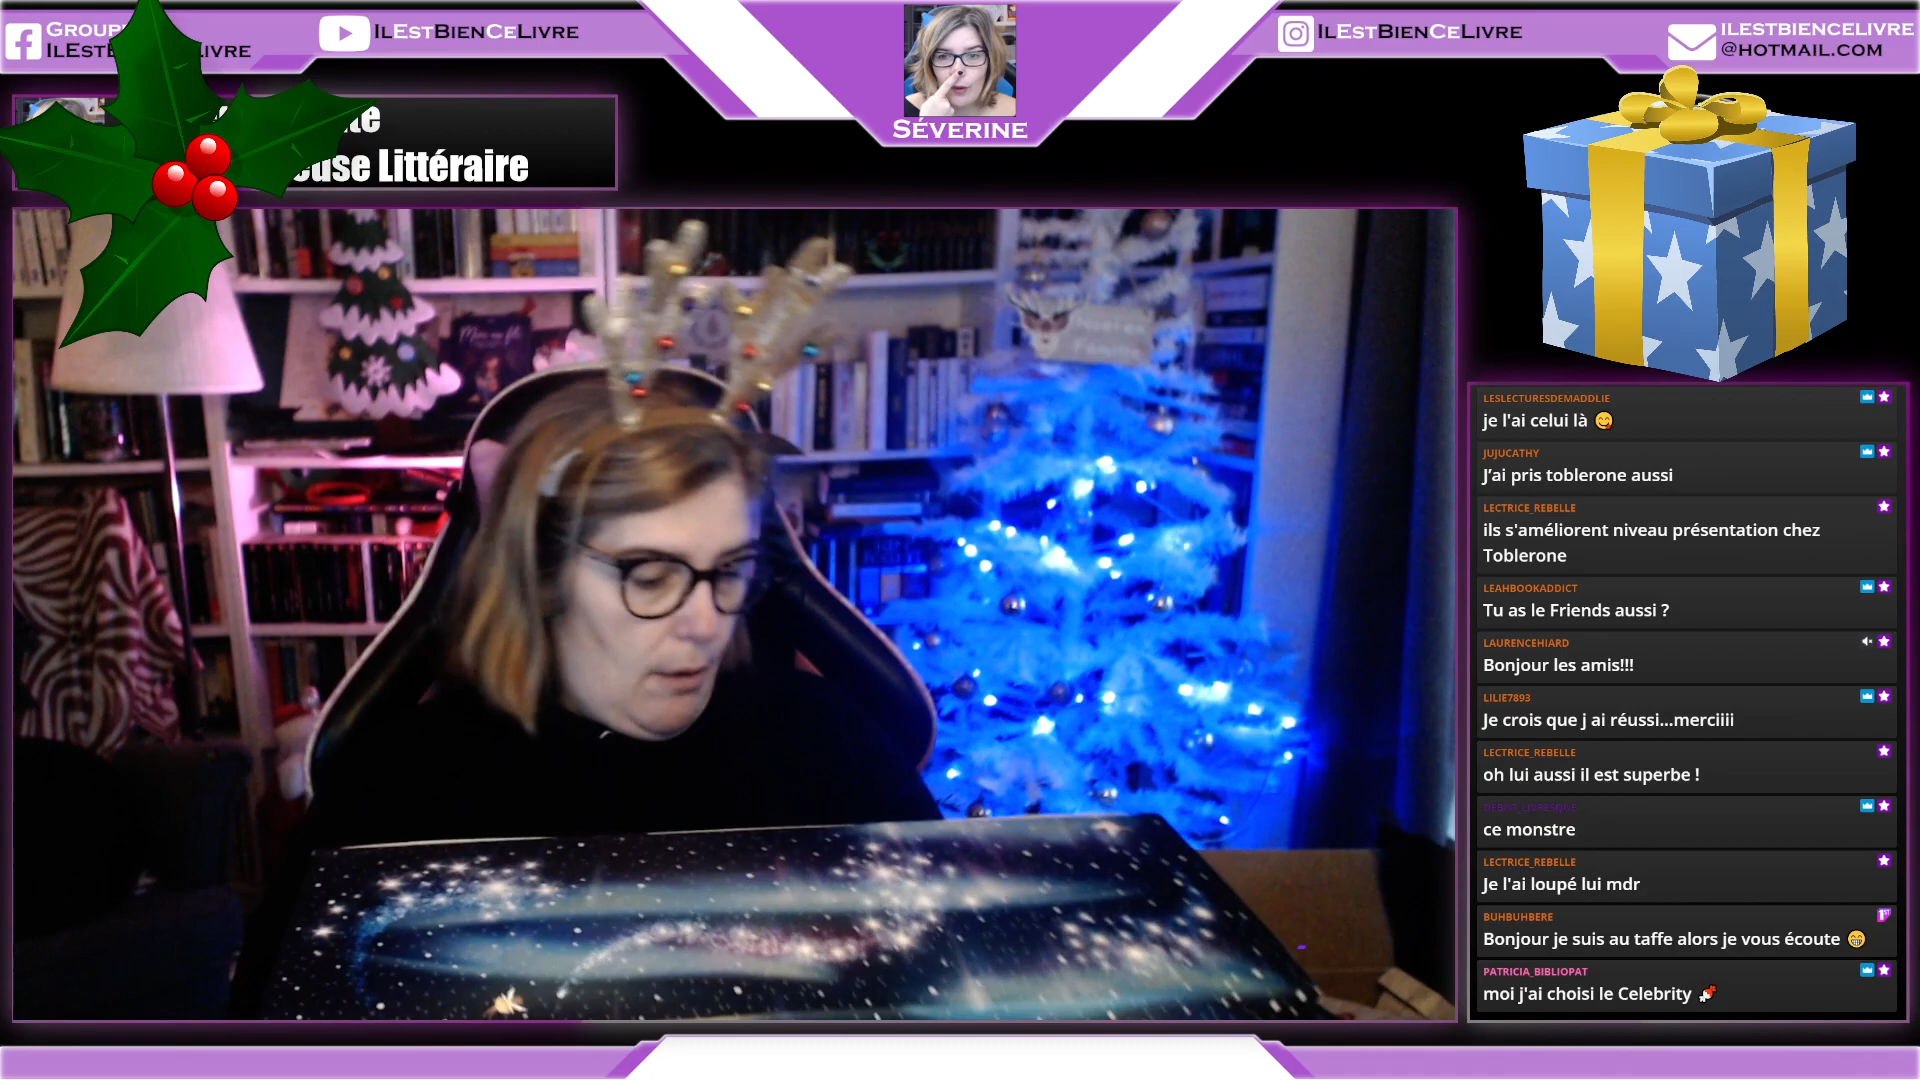 GROUP
ILESTB LIVRE
ILESTBIENCELIVRE
SÉVERINE
ILESTBIENCELIVRE
ILESTBIENCELIVRE
@HOTMAIL.COM
Littéraire
LESLECTURESDEMADDLIE
je l'ai celui là 😋
JUJUCATHY
J'ai pris toblerone aussi
LECTRICE_REBELLE
ils s'améliorent niveau présentation chez
Toblerone
LEAHBOOKADDICT
Tu as le Friends aussi ?
LAURENCEHIARD
Bonjour les amis!!!
LILIE7893
Je crois que j ai réussi...merciiii
LECTRICE_REBELLE
oh lui aussi il est superbe !
ce monstre
LECTRICE_REBELLE
Je l'ai loupé lui mdr
BUHBUHBERE
Bonjour je suis au taffe alors je vous écoute 😁
PATRICIA_BIBLIOPAT
moi j'ai choisi le Celebrity 🍬